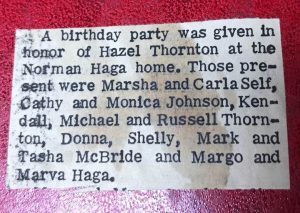 A birthday party was given in
honor of Hazel Thornton at the
Norman Haga home. Those pre-
sent were Marsha and Carla Self,
Cathy and Monica Johnson, Ken-
dall, Michael and Russell Thorn-
ton, Donna, Shelly, Mark and
Tasha McBride and Margo and
Marva Haga.